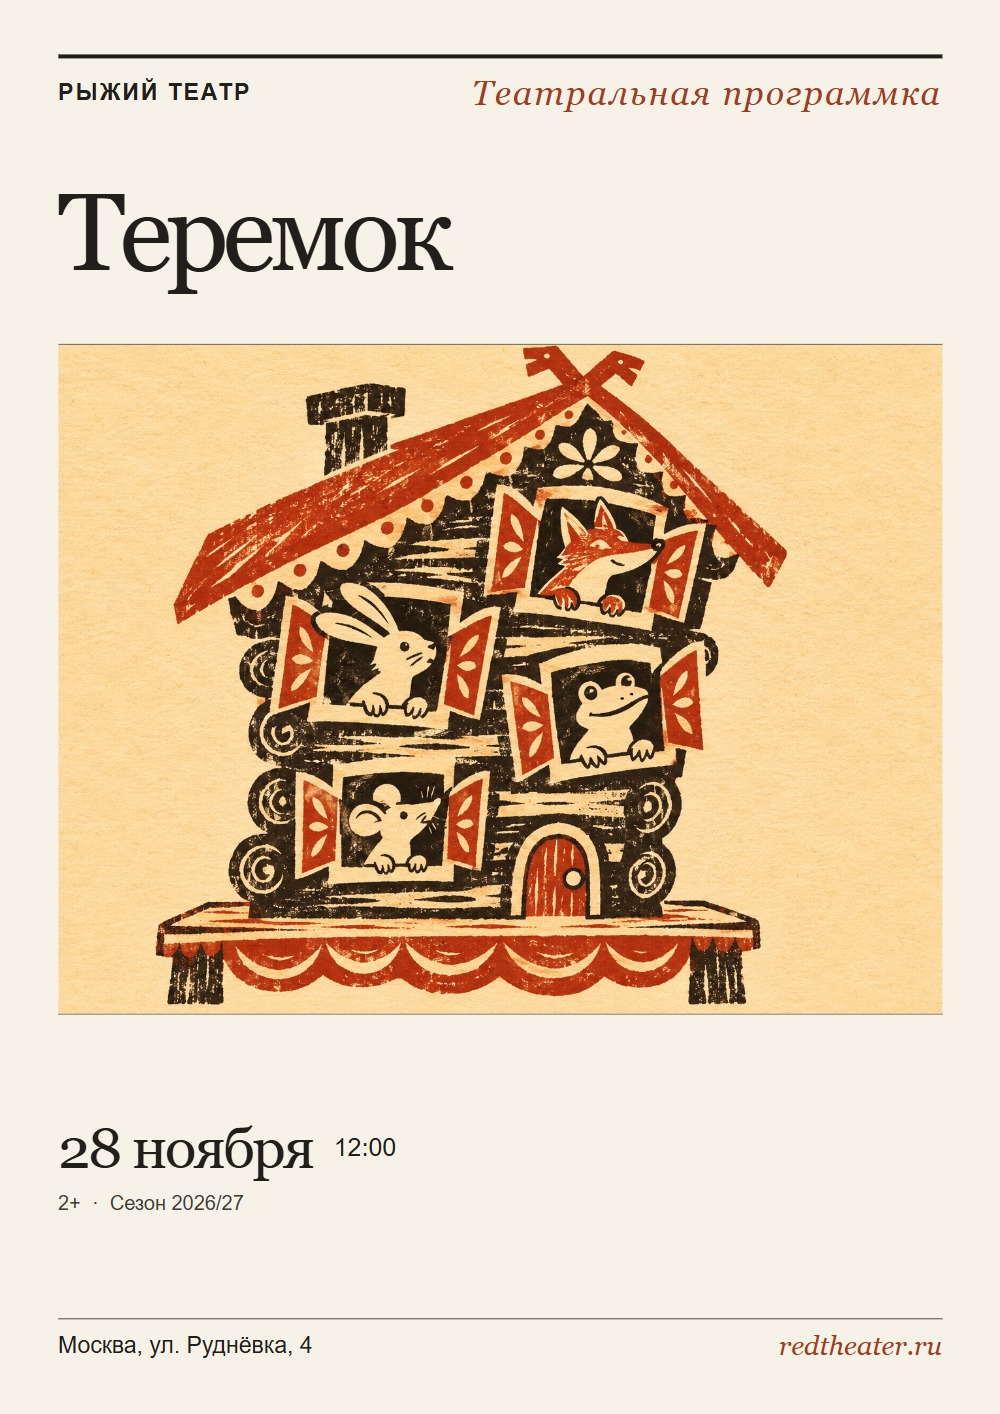 РЫЖИЙ ТЕАТР
Театральная программка
Теремок
28 ноября 12:00
2+ · Сезон 2026/27
Москва, ул. Руднёвка, 4
redtheater.ru